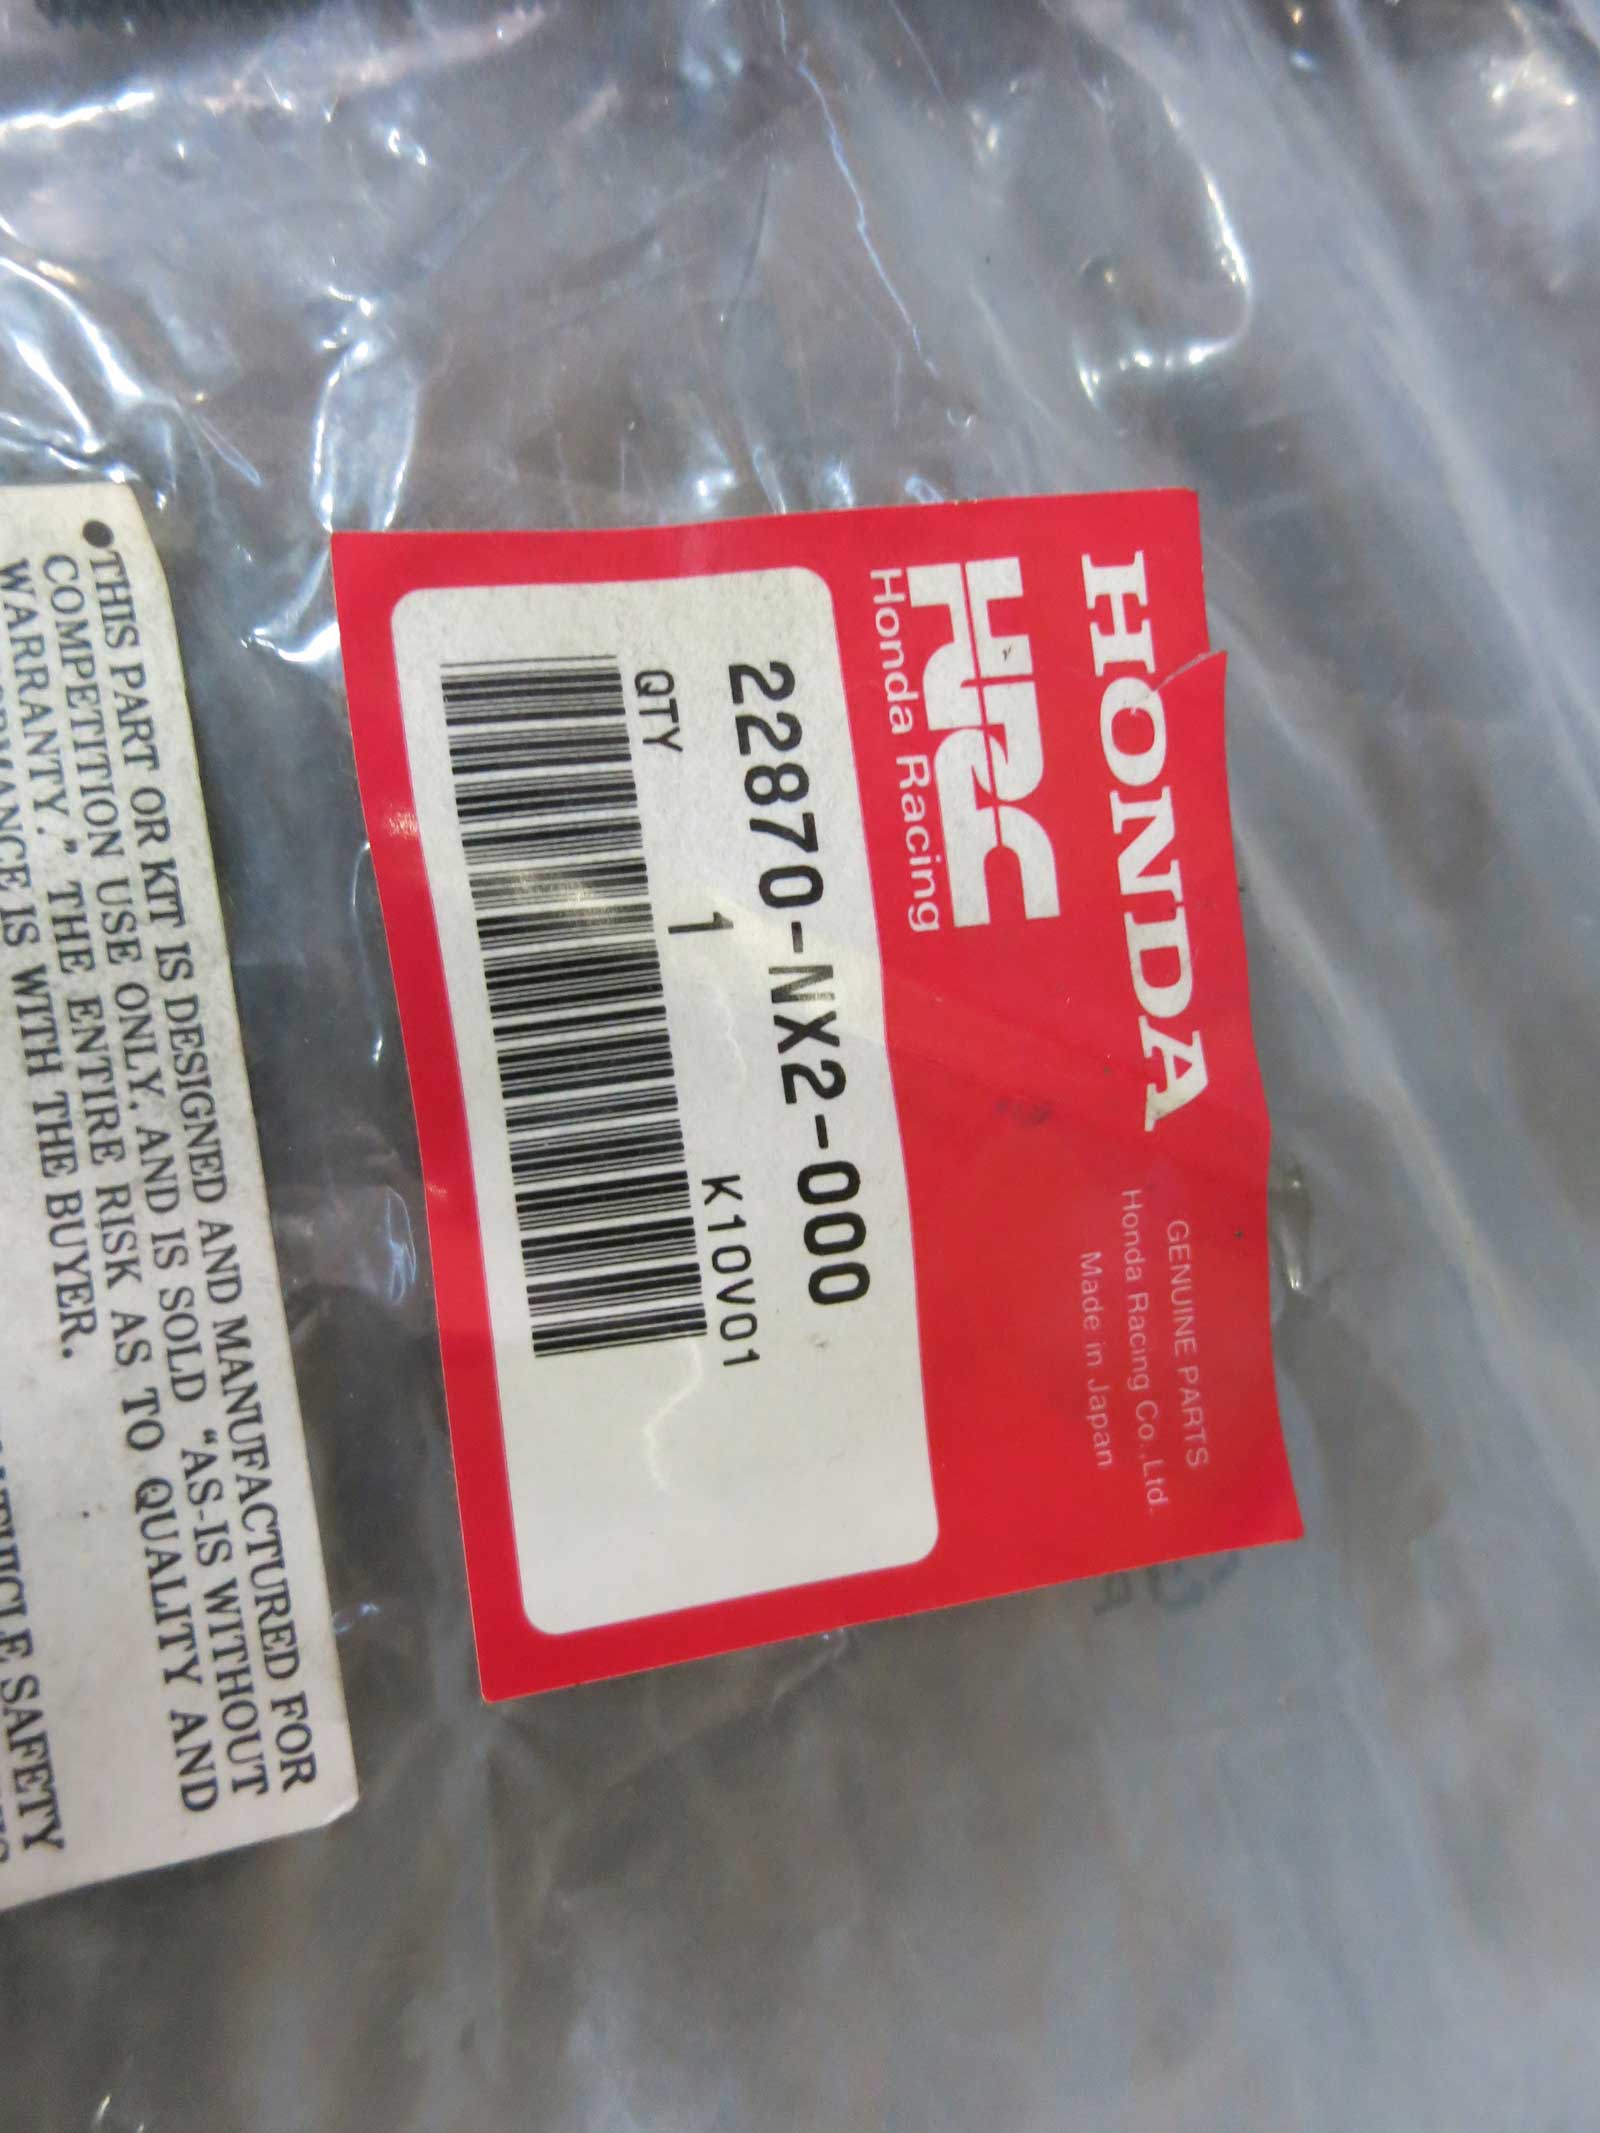 HONDA
GENUINE PARTS
Honda Racing Co.,Ltd.
Made in Japan
HRC
Honda Racing
22870-NX2-000
QTY 1 K10V01
●THIS PART OR KIT IS DESIGNED AND MANUFACTURED FOR
COMPETITION USE ONLY, AND IS SOLD "AS-IS WITHOUT
WARRANTY." THE ENTIRE RISK AS TO QUALITY AND
IS WITH THE BUYER.
SAFETY